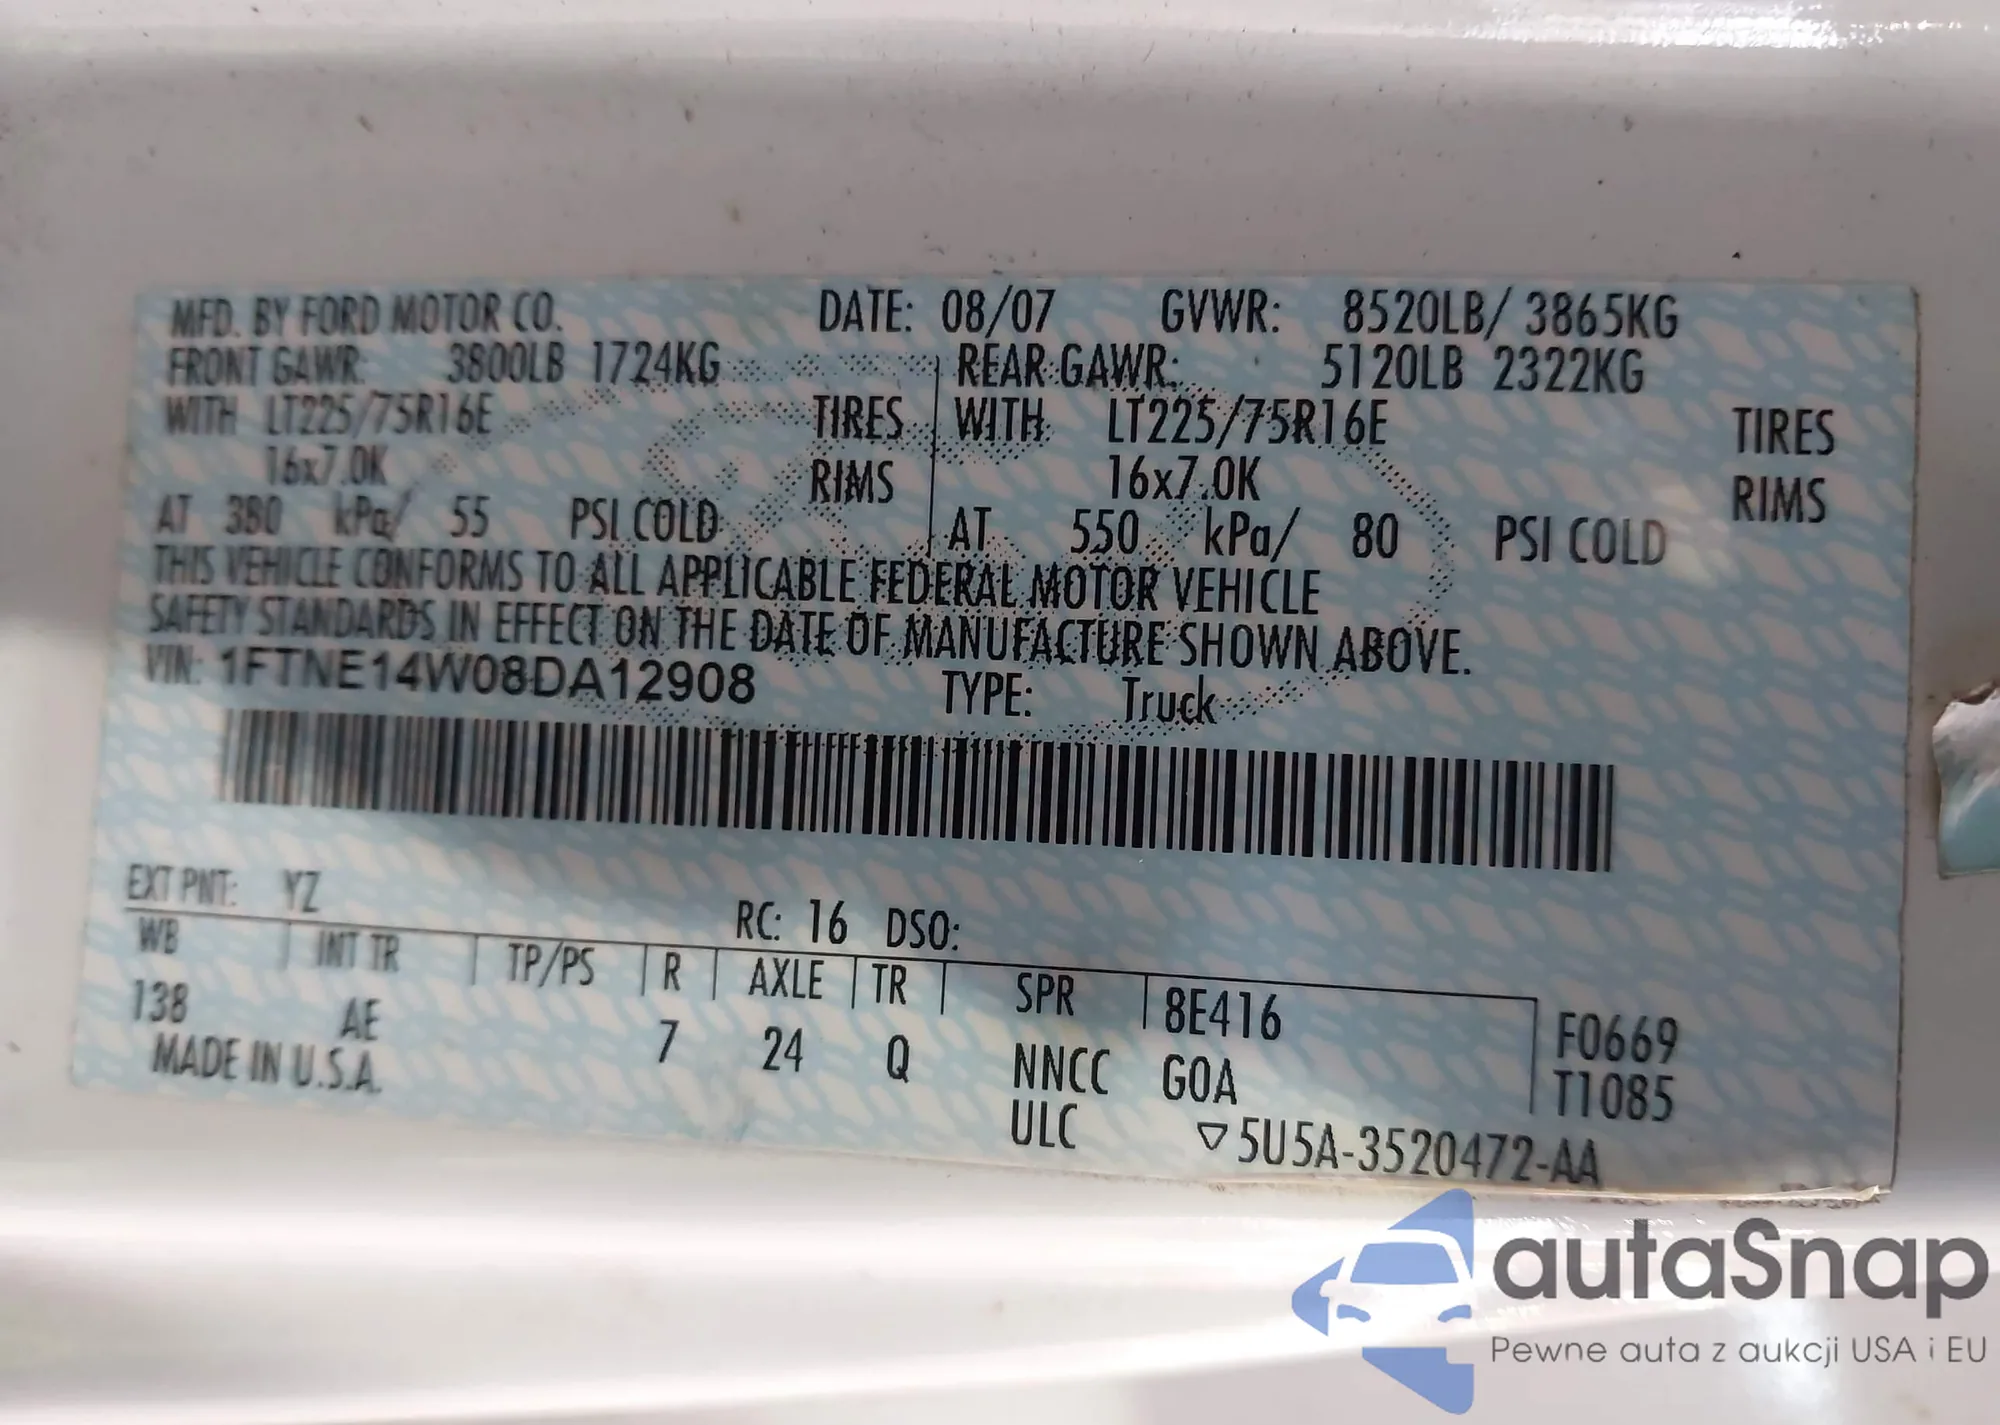 MFD. BY FORD MOTOR CO. DATE: 08/07 GVWR: 8520LB/ 3865KG
FRONT GAWR: 3800LB 1724KG REAR GAWR: 5120LB 2322KG
WITH LT225/75R16E TIRES WITH LT225/75R16E TIRES
16x7.0K RIMS 16x7.0K RIMS
AT 380 kPa/ 55 PSI COLD AT 550 kPa/ 80 PSI COLD
THIS VEHICLE CONFORMS TO ALL APPLICABLE FEDERAL MOTOR VEHICLE
SAFETY STANDARDS IN EFFECT ON THE DATE OF MANUFACTURE SHOWN ABOVE.
VIN: 1FTNE14W08DA12908 TYPE: Truck
EXT PNT: YZ RC: 16 DSO:
WB INT TR TP/PS R AXLE TR SPR 8E416 F0669
138 AE 7 24 Q NNCC G0A T1085
MADE IN U.S.A. ULC ▽5U5A-3520472-AA
autaSnap
Pewne auta z aukcji USA i EU